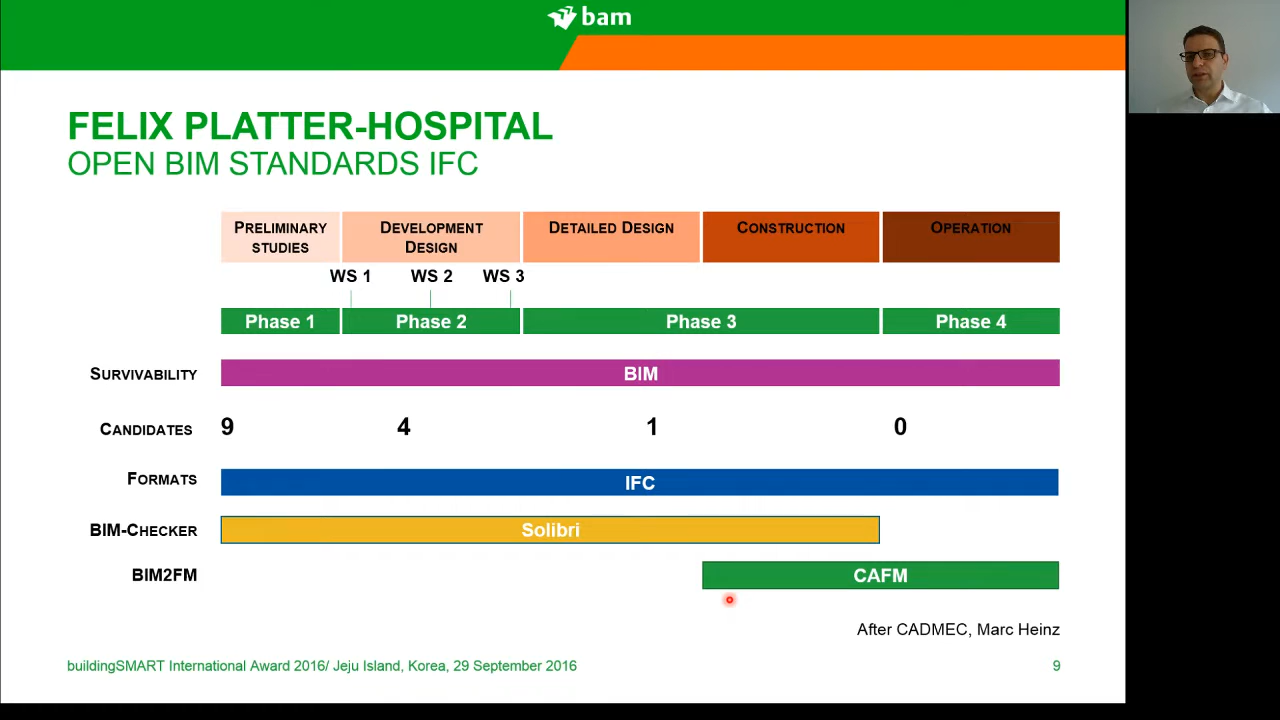 bam
FELIX PLATTER-HOSPITAL
OPEN BIM STANDARDS IFC
PRELIMINARY STUDIES
DEVELOPMENT DESIGN
DETAILED DESIGN
CONSTRUCTION
OPERATION
WS 1 WS 2 WS 3
Phase 1 Phase 2 Phase 3 Phase 4
SURVIVABILITY BIM
CANDIDATES 9 4 1 0
FORMATS IFC
BIM-CHECKER Solibri
BIM2FM CAFM
After CADMEC, Marc Heinz
buildingSMART International Award 2016/ Jeju Island, Korea, 29 September 2016 9